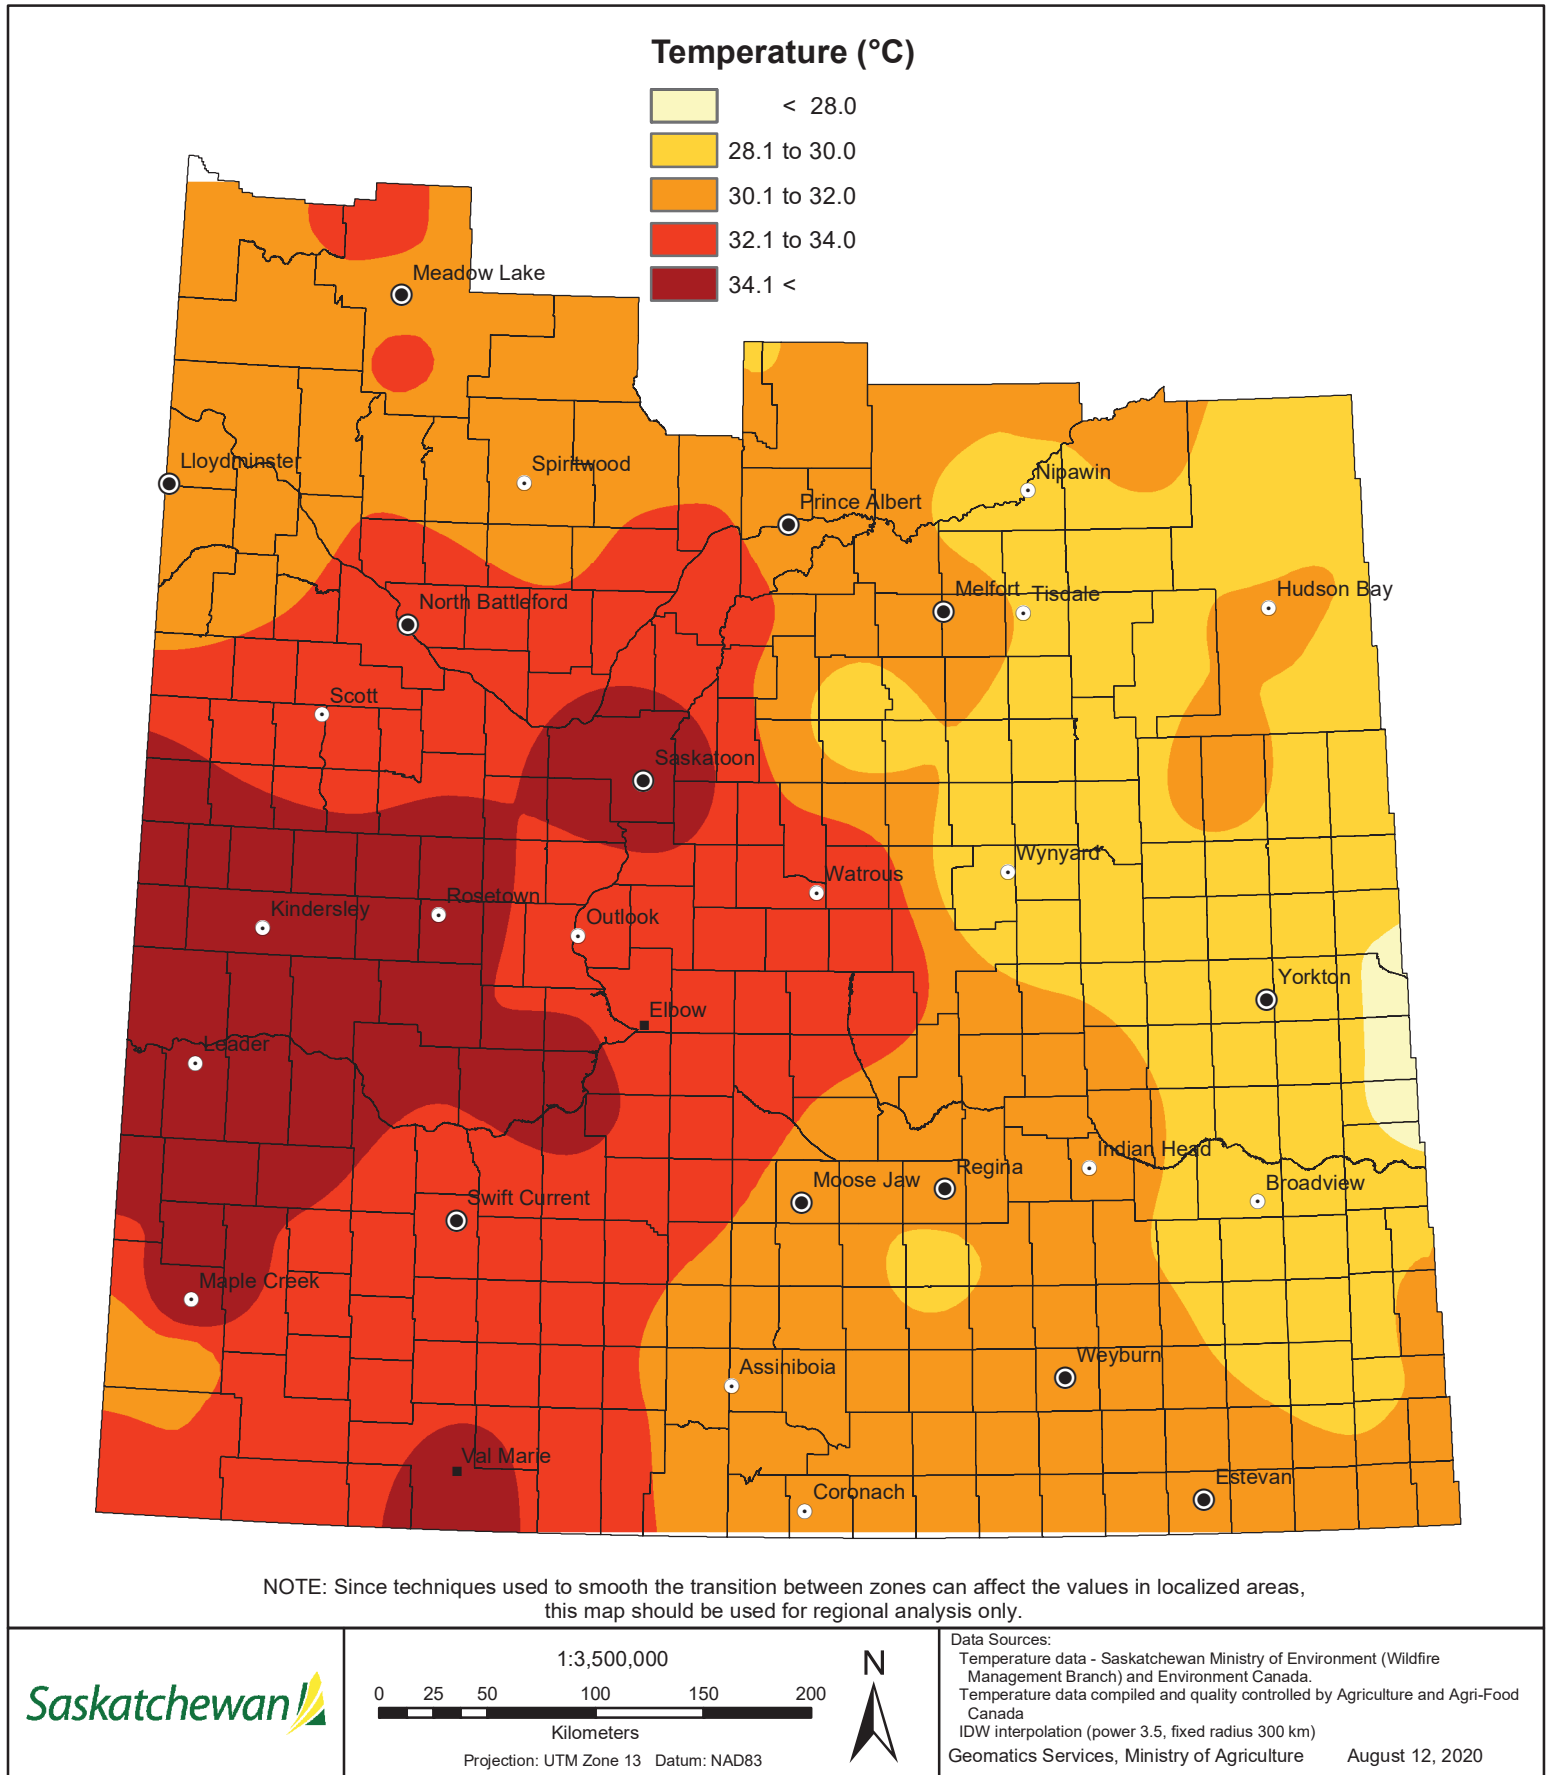 Temperature (°C)
< 28.0
28.1 to 30.0
30.1 to 32.0
32.1 to 34.0
34.1 <
Meadow Lake
Lloydminster
Spiritwood
Nipawin
Prince Albert
North Battleford
Melfort
Tisdale
Hudson Bay
Scott
Saskatoon
Watrous
Wynyard
Kindersley
Rosetown
Outlook
Yorkton
Elbow
Leader
Indian Head
Moose Jaw
Regina
Broadview
Swift Current
Maple Creek
Assiniboia
Weyburn
Val Marie
Coronach
Estevan
NOTE: Since techniques used to smooth the transition between zones can affect the values in localized areas,
this map should be used for regional analysis only.
Saskatchewan
1:3,500,000
0 25 50 100 150 200
Kilometers
Projection: UTM Zone 13 Datum: NAD83
N
Data Sources:
Temperature data - Saskatchewan Ministry of Environment (Wildfire
Management Branch) and Environment Canada.
Temperature data compiled and quality controlled by Agriculture and Agri-Food
Canada
IDW interpolation (power 3.5, fixed radius 300 km)
Geomatics Services, Ministry of Agriculture August 12, 2020